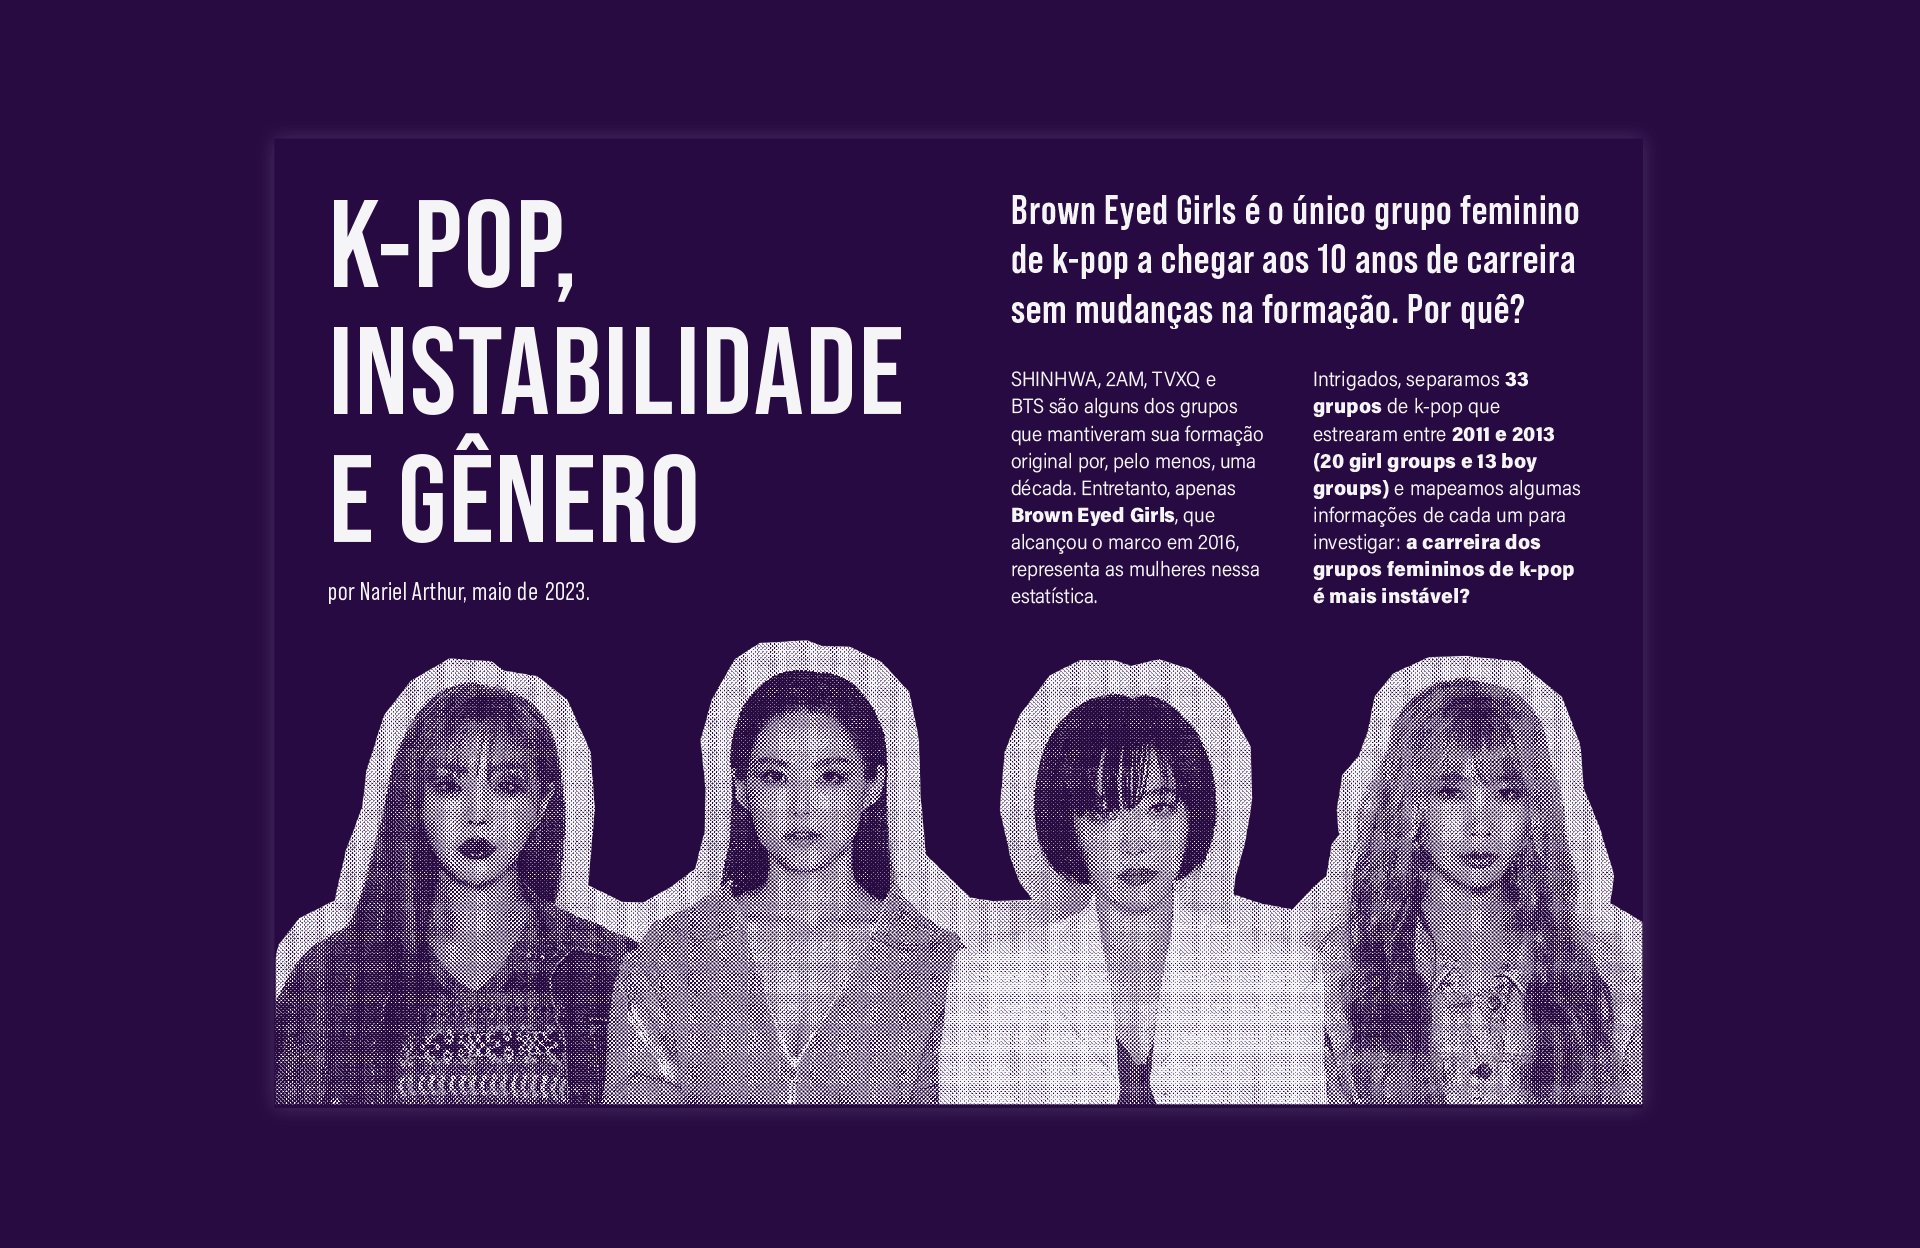 K-POP,
INSTABILIDADE
E GÊNERO
por Nariel Arthur, maio de 2023.
Brown Eyed Girls é o único grupo feminino
de k-pop a chegar aos 10 anos de carreira
sem mudanças na formação. Por quê?
SHINHWA, 2AM, TVXQ e
BTS são alguns dos grupos
que mantiveram sua formação
original por, pelo menos, uma
década. Entretanto, apenas
Brown Eyed Girls, que
alcançou o marco em 2016,
representa as mulheres nessa
estatística.
Intrigados, separamos 33
grupos de k-pop que
estrearam entre 2011 e 2013
(20 girl groups e 13 boy
groups) e mapeamos algumas
informações de cada um para
investigar: a carreira dos
grupos femininos de k-pop
é mais instável?